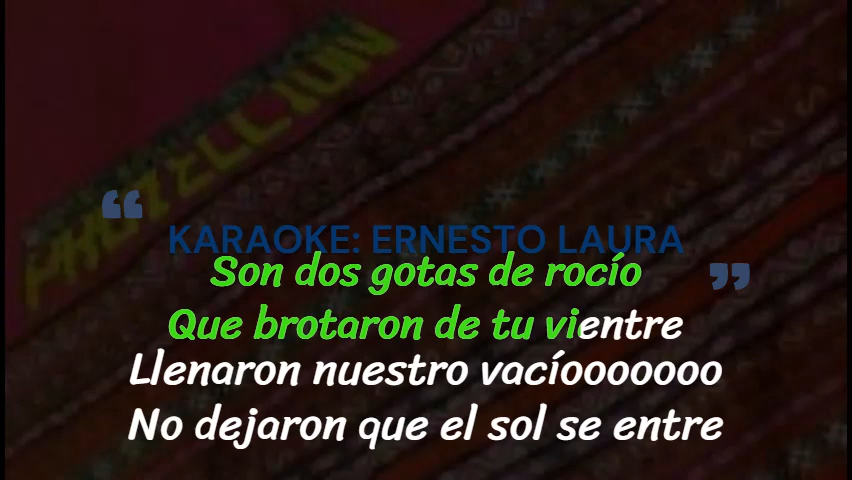 PROYECCION
“
KARAOKE: ERNESTO LAURA
Son dos gotas de rocío
”
Que brotaron de tu vientre
Llenaron nuestro vacíooooooo
No dejaron que el sol se entre